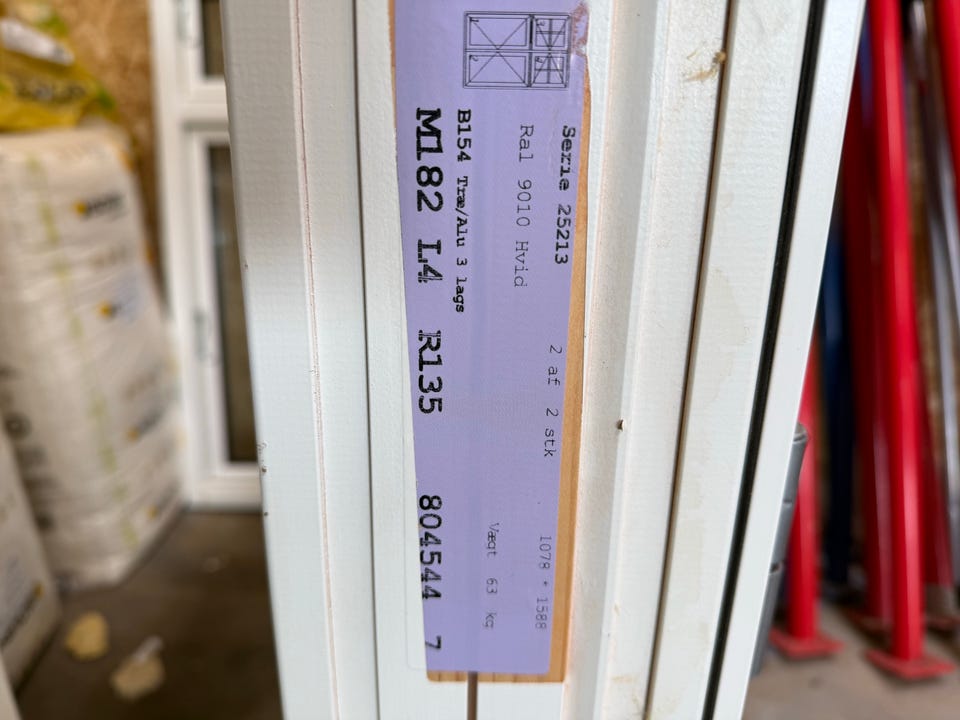 Serie 25213 2 af 2 stk 1078 * 1588
Ral 9010 Hvid Vægt 63 kg
B154 Træ/Alu 3 lags
M182 L4 R135 804544 7